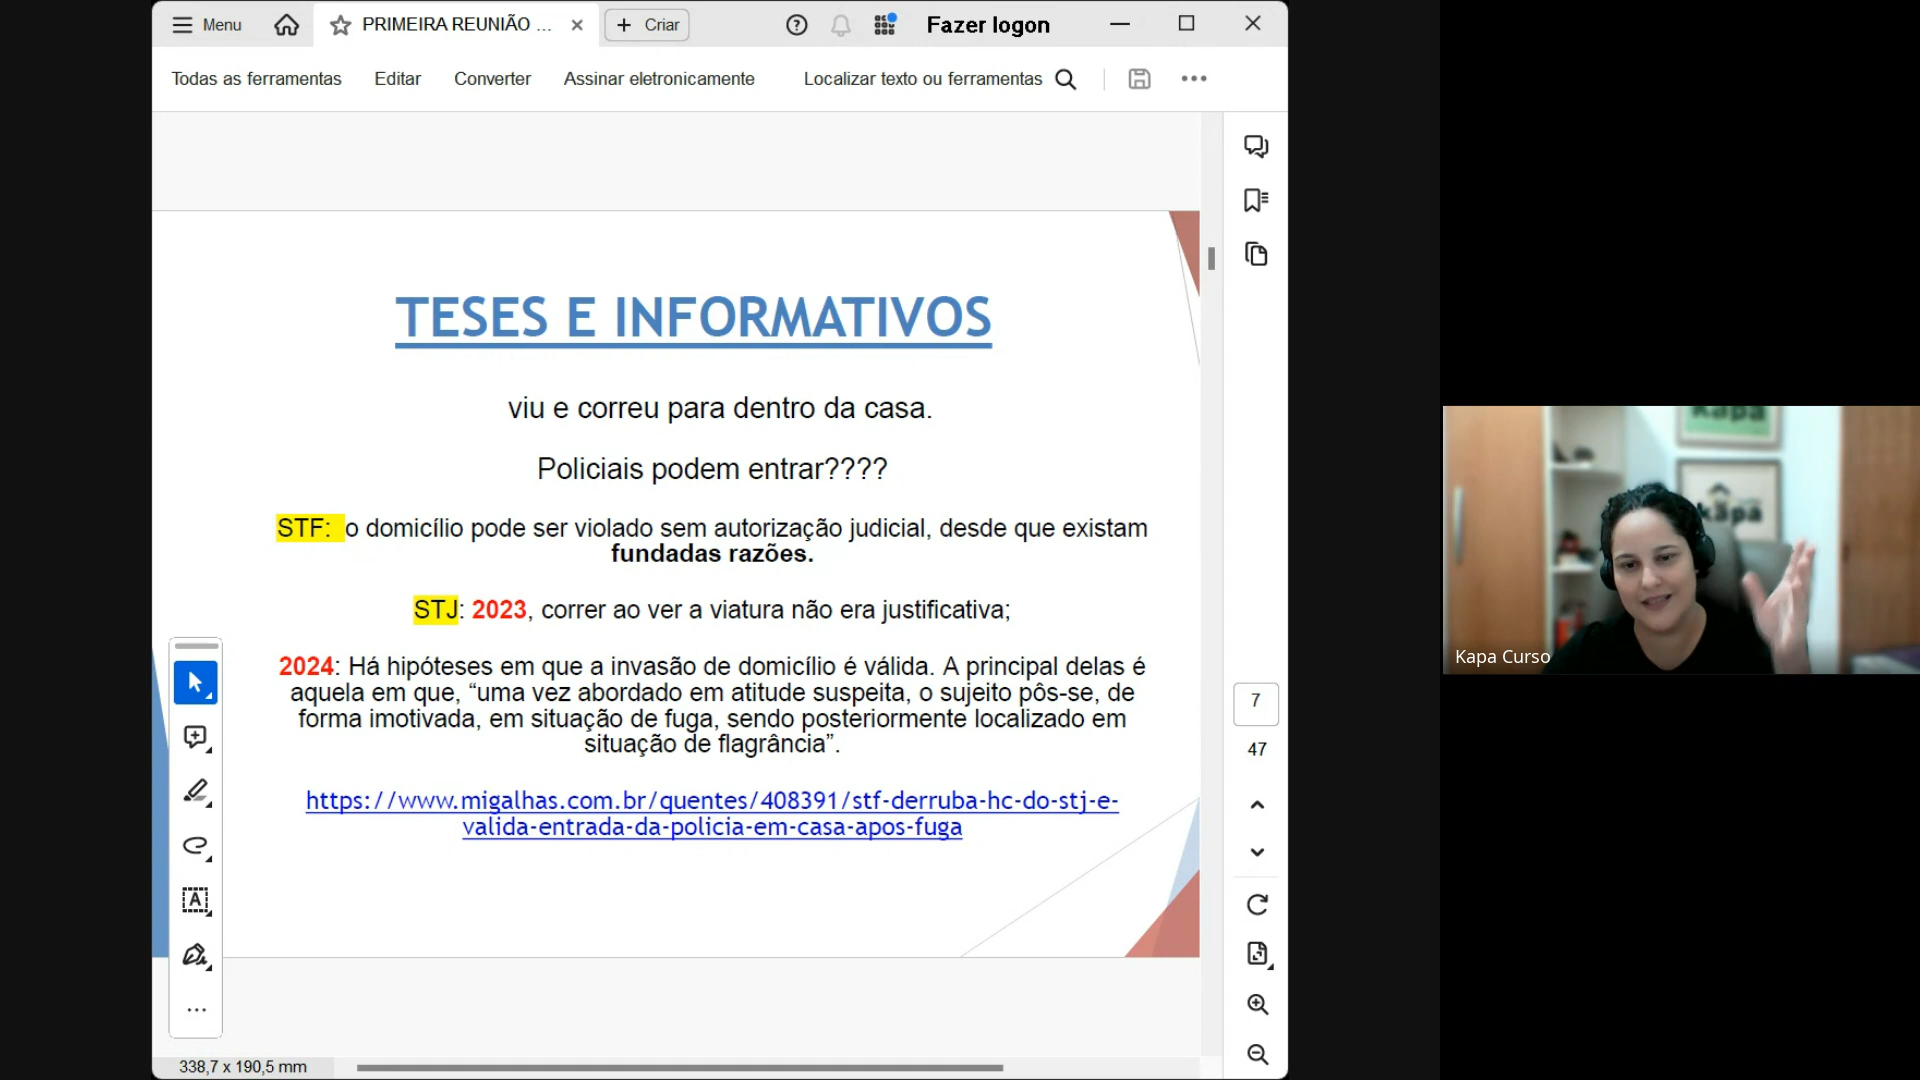 Menu
PRIMEIRA REUNIÃO ...
Criar
Fazer logon
Todas as ferramentas
Editar
Converter
Assinar eletronicamente
Localizar texto ou ferramentas
TESES E INFORMATIVOS
viu e correu para dentro da casa.
Policiais podem entrar????
STF: o domicílio pode ser violado sem autorização judicial, desde que existam
fundadas razões.
STJ: 2023, correr ao ver a viatura não era justificativa;
2024: Há hipóteses em que a invasão de domicílio é válida. A principal delas é
aquela em que, “uma vez abordado em atitude suspeita, o sujeito pôs-se, de
forma imotivada, em situação de fuga, sendo posteriormente localizado em
situação de flagrância”.
https://www.migalhas.com.br/quentes/408391/stf-derruba-hc-do-stj-e-
valida-entrada-da-policia-em-casa-apos-fuga
7
47
338,7 x 190,5 mm
kapa
kapa
Kapa Curso